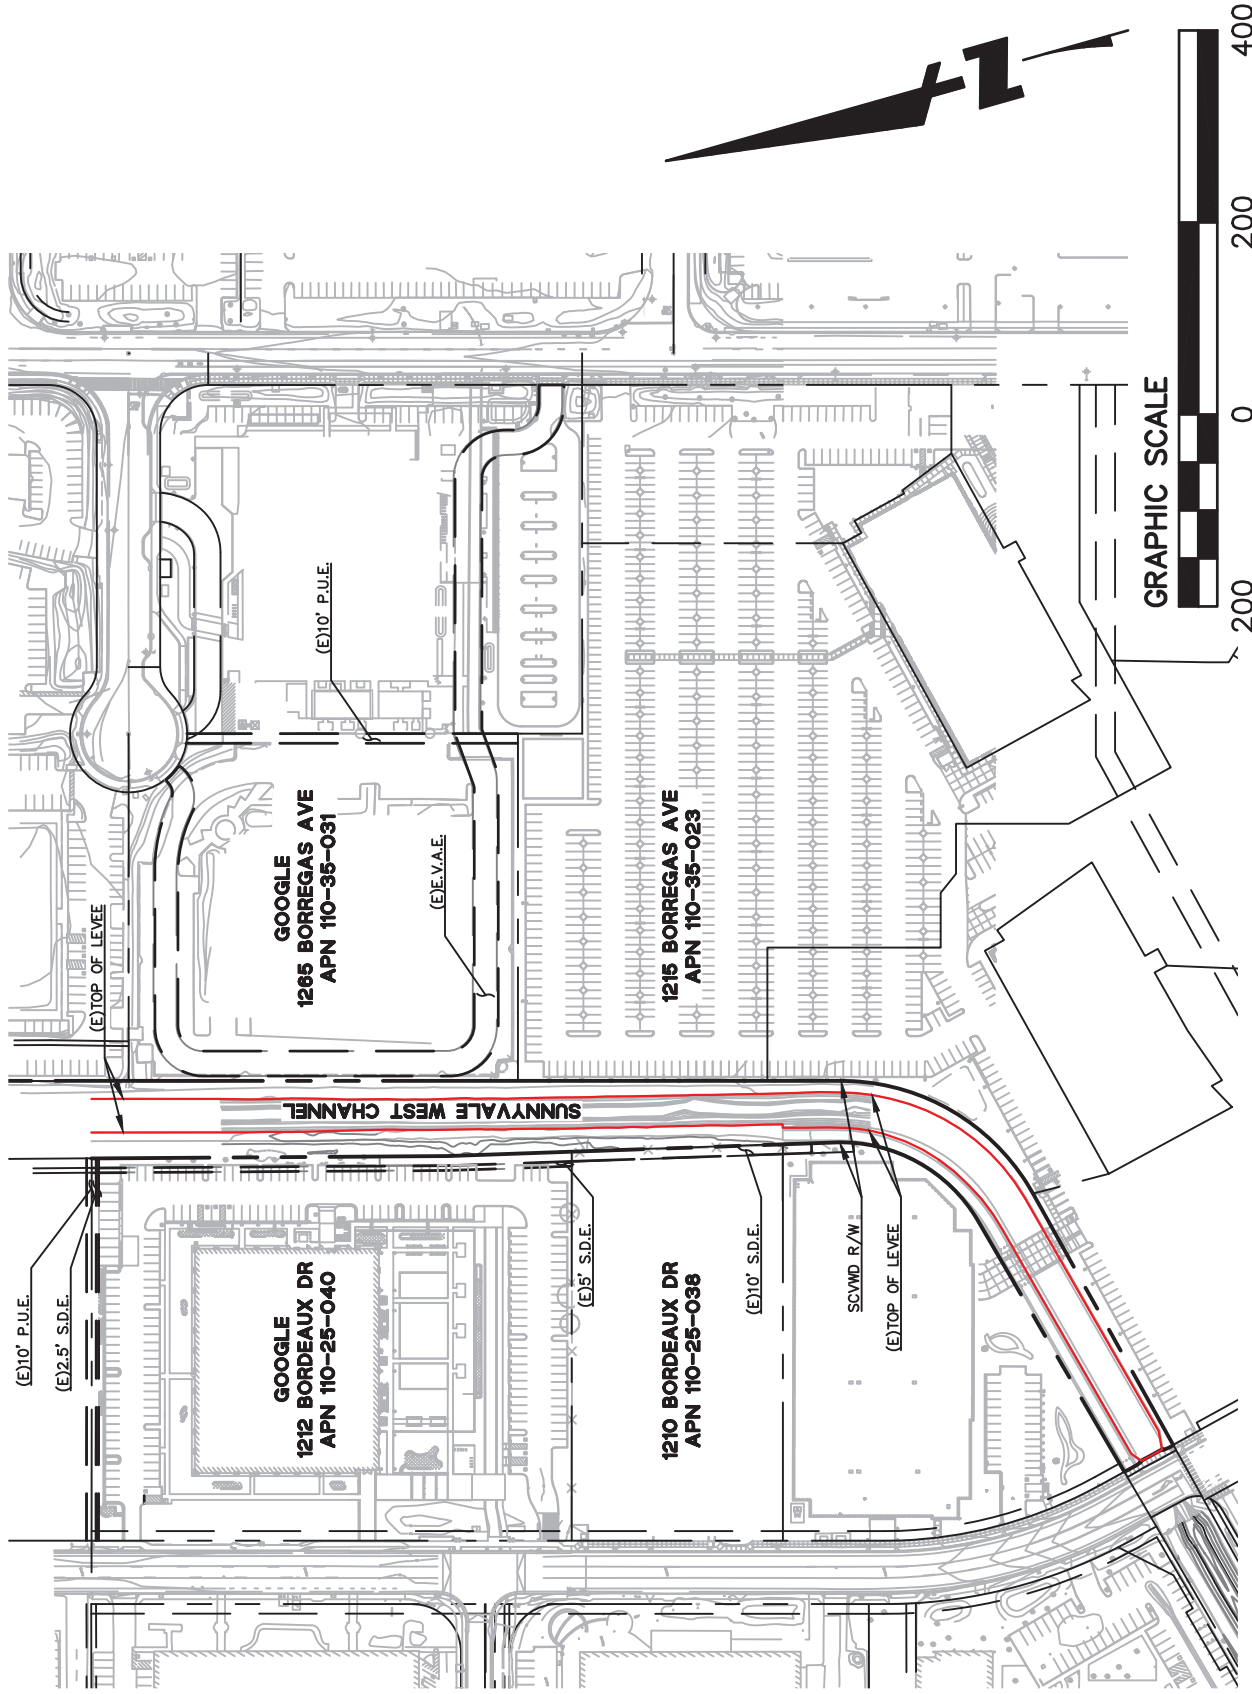 (E)10' P.U.E.
(E)2.5' S.D.E.
(E)TOP OF LEVEE
GOOGLE
1265 BORREGAS AVE
APN 110-35-031
(E)10' P.U.E.
(E)E.V.A.E.
1215 BORREGAS AVE
APN 110-35-023
SUNNYVALE WEST CHANNEL
GOOGLE
1212 BORDEAUX DR
APN 110-25-040
(E)5' S.D.E.
1210 BORDEAUX DR
APN 110-25-038
(E)10' S.D.E.
SCVWD R/W
(E)TOP OF LEVEE
Z
GRAPHIC SCALE
200 0 200 400